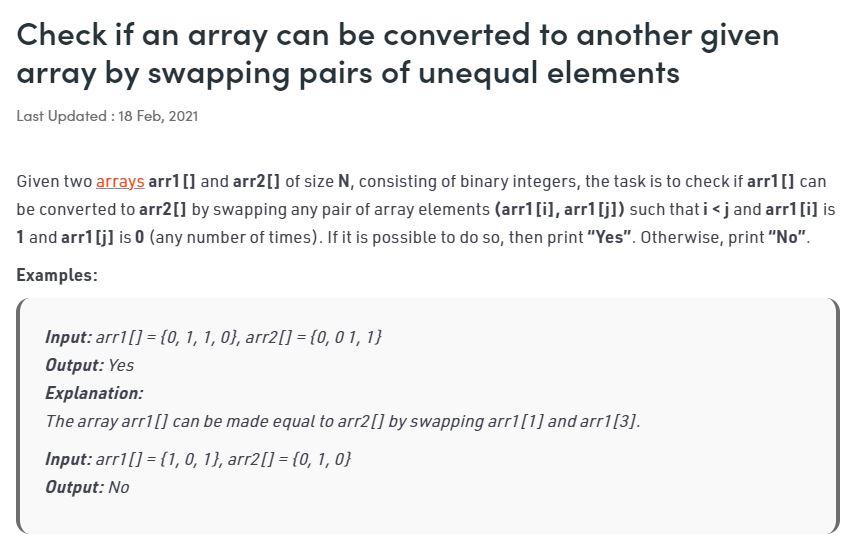 Check if an array can be converted to another given
array by swapping pairs of unequal elements
Last Updated : 18 Feb, 2021
Given two arrays arr1[] and arr2[] of size N, consisting of binary integers, the task is to check if arr1[] can
be converted to arr2[] by swapping any pair of array elements (arr1[i], arr1[j]) such that i < j and arr1[i] is
1 and arr1[j] is 0 (any number of times). If it is possible to do so, then print “Yes”. Otherwise, print “No”.
Examples:
Input: arr1[] = {0, 1, 1, 0}, arr2[] = {0, 0 1, 1}
Output: Yes
Explanation:
The array arr1[] can be made equal to arr2[] by swapping arr1[1] and arr1[3].
Input: arr1[] = {1, 0, 1}, arr2[] = {0, 1, 0}
Output: No